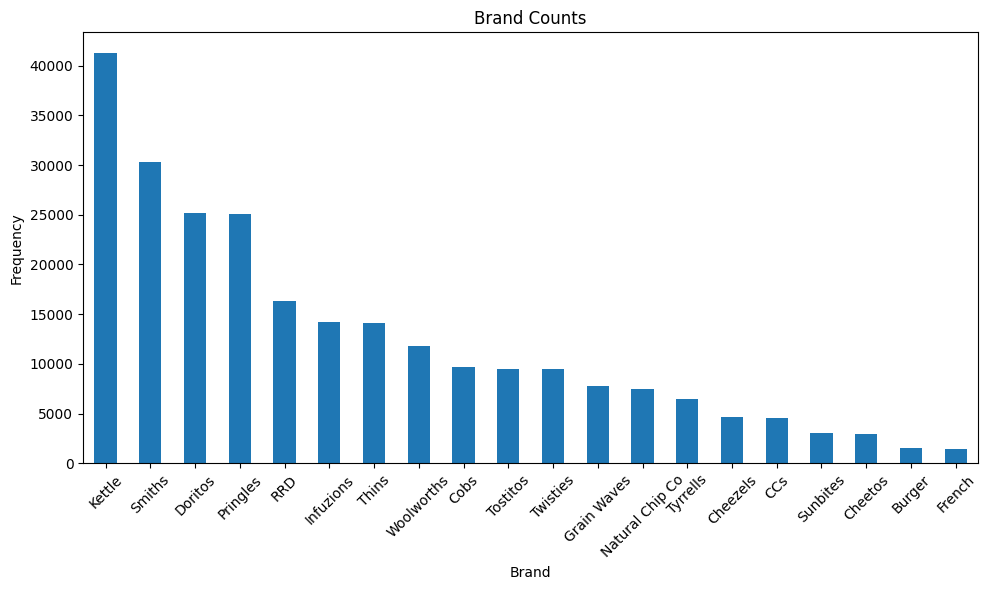 Brand Counts
Frequency
40000
35000
30000
25000
20000
15000
10000
5000
0
Kettle
Smiths
Doritos
Pringles
RRD
Infuzions
Thins
Woolworths
Cobs
Tostitos
Twisties
Grain Waves
Natural Chip Co
Tyrrells
Cheezels
CCs
Sunbites
Cheetos
Burger
French
Brand